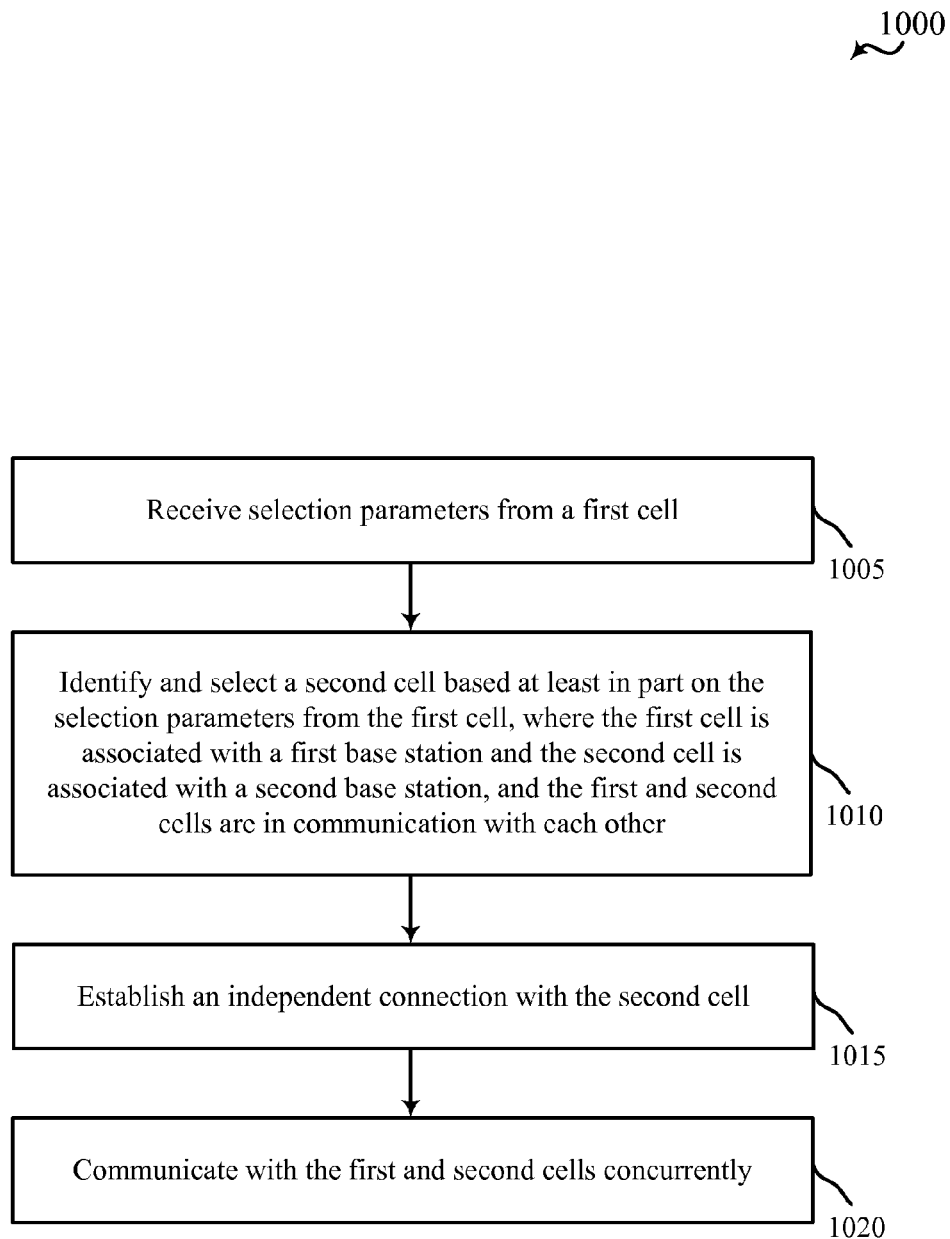 1000
Receive selection parameters from a first cell
1005
Identify and select a second cell based at least in part on the
selection parameters from the first cell, where the first cell is
associated with a first base station and the second cell is
associated with a second base station, and the first and second
cells are in communication with each other
1010
Establish an independent connection with the second cell
1015
Communicate with the first and second cells concurrently
1020